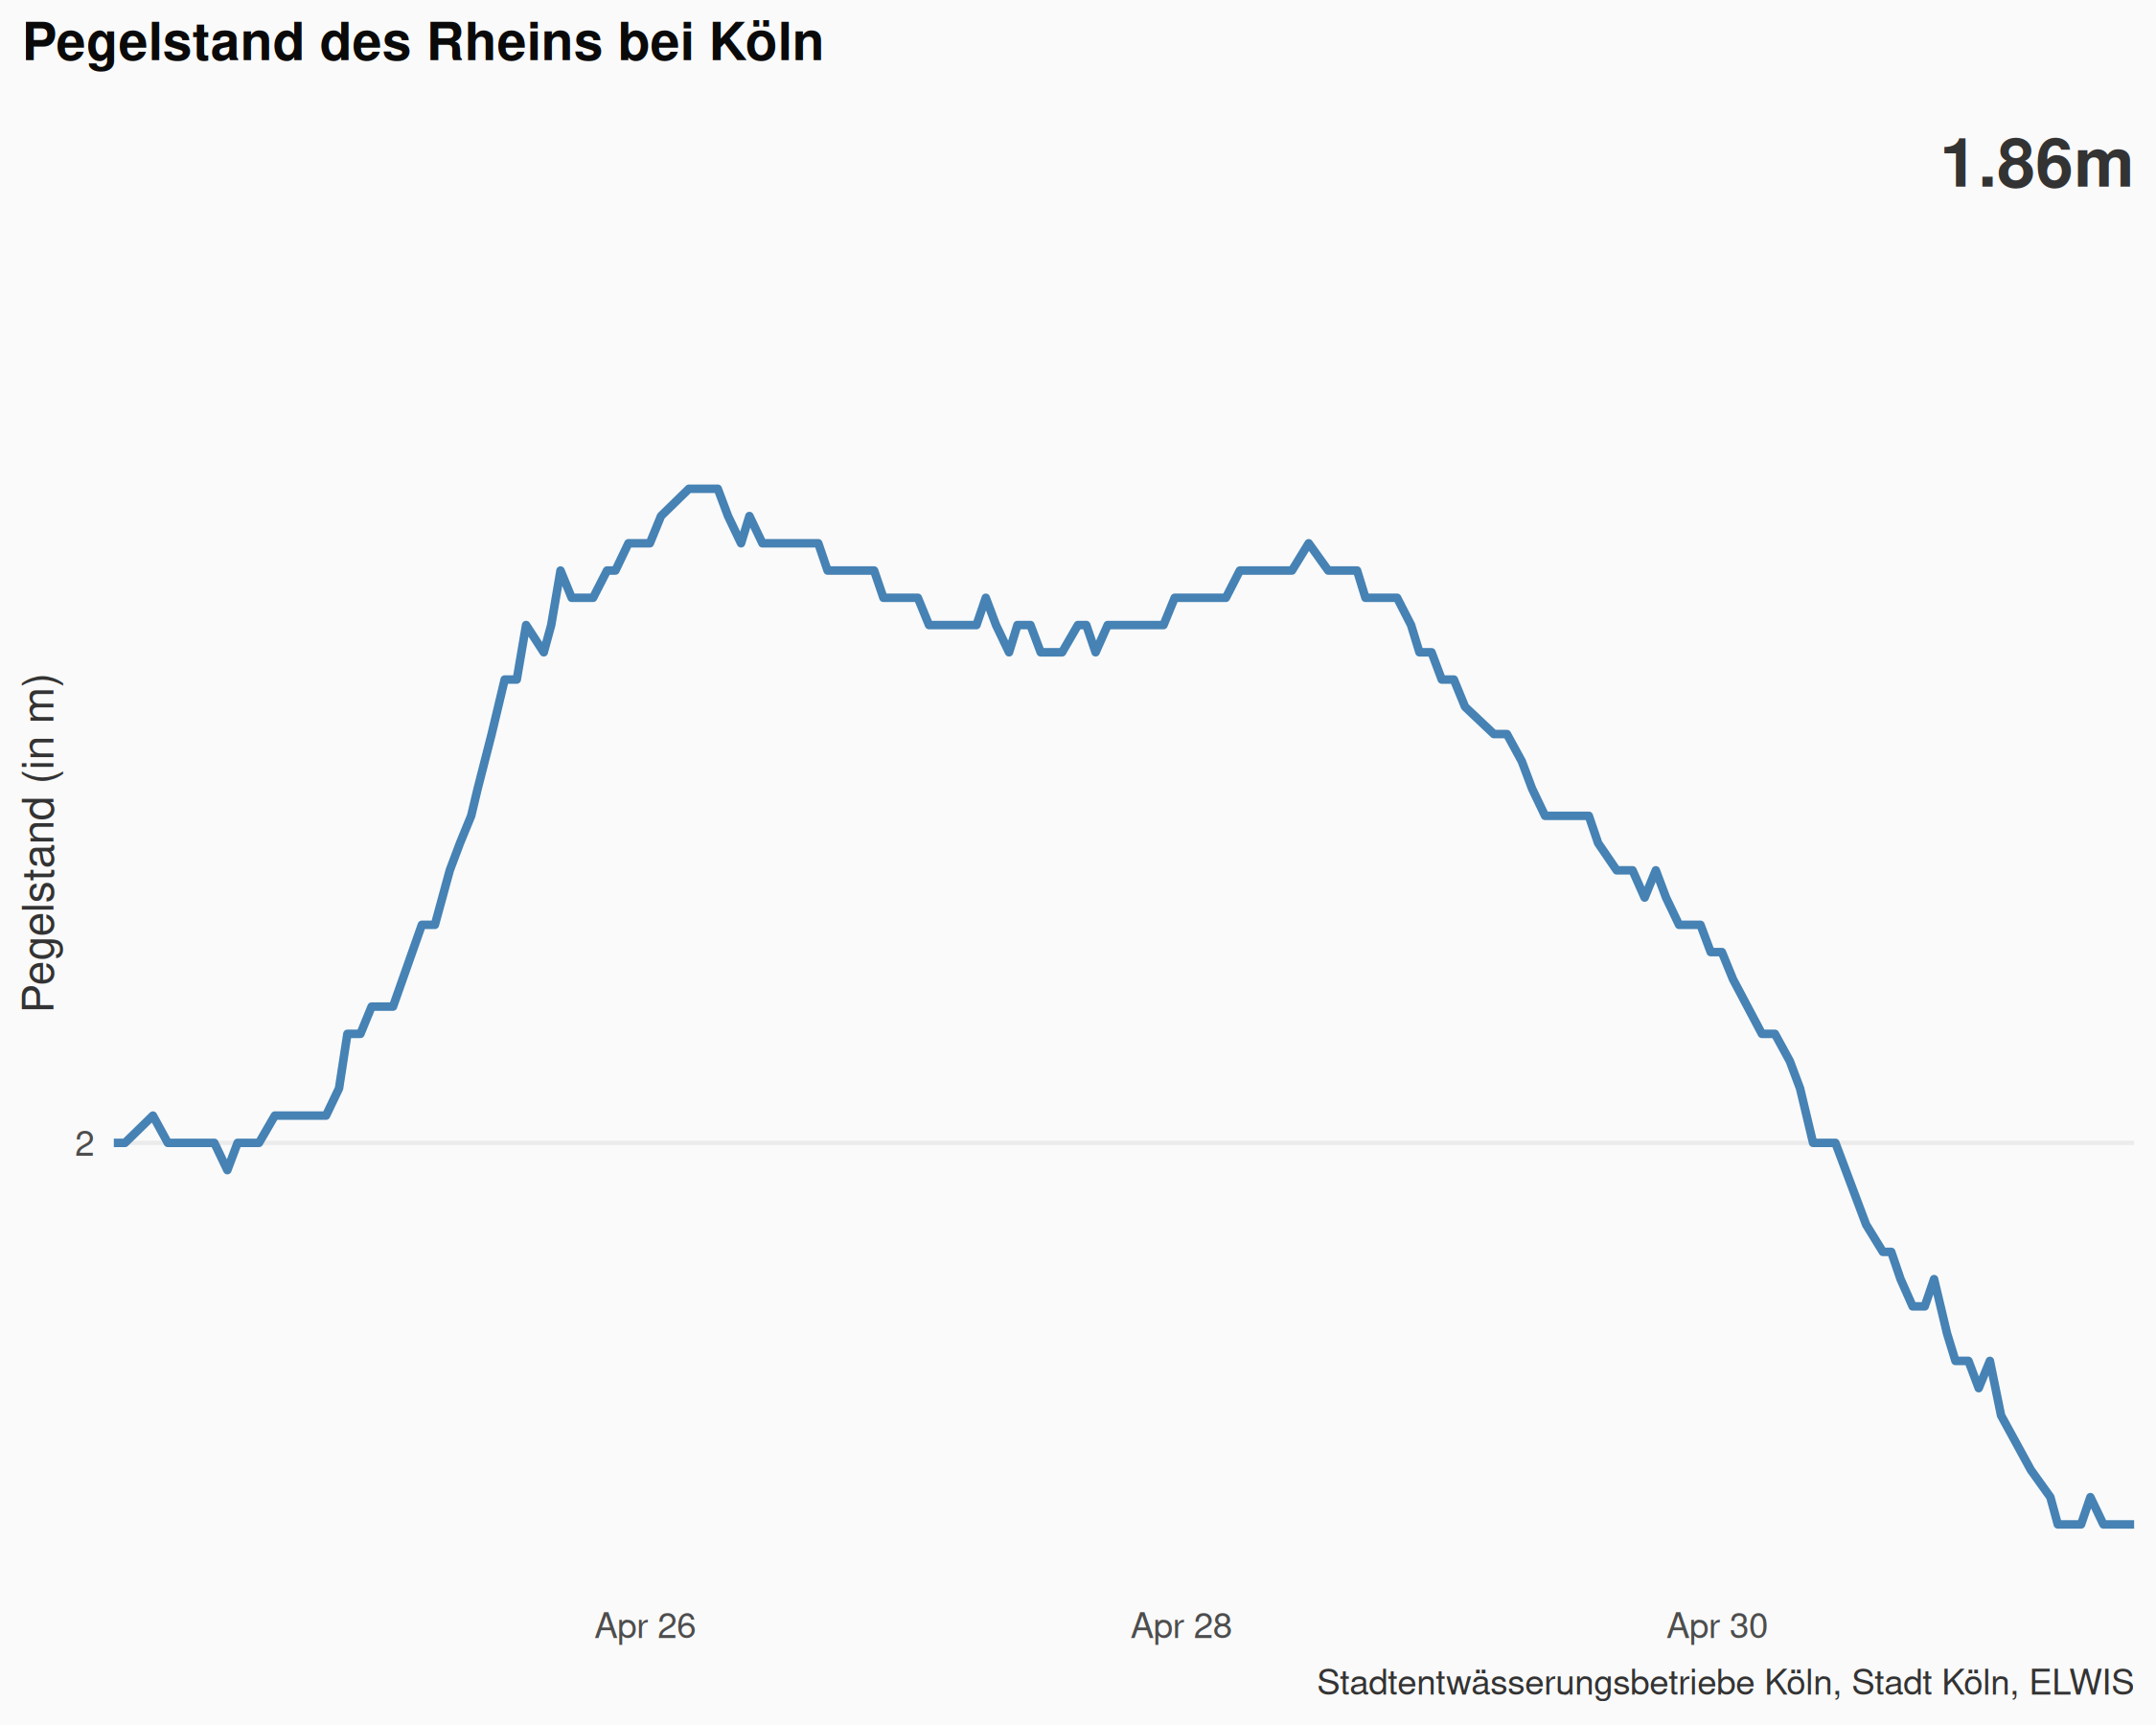 Pegelstand des Rheins bei Köln
1.86m
Pegelstand (in m)
2
Apr 26
Apr 28
Apr 30
Stadtentwässerungsbetriebe Köln, Stadt Köln, ELWIS